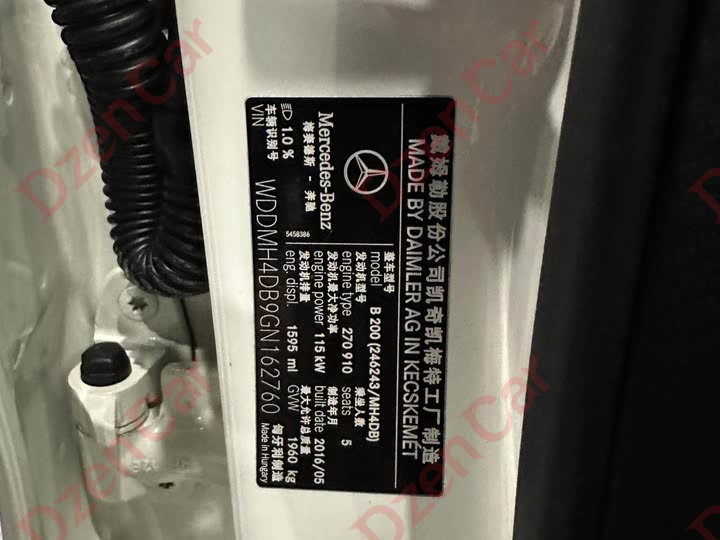 戴姆勒股份公司凯奇凯梅特工厂制造
MADE BY DAIMLER AG IN KECSKEMET
整车型号
model B 200 (246243/MH4DB)
发动机型号 乘坐人数
engine type 270 910 seats 5
发动机最大净功率 制造年月
engine power 115 kW built date 2016/05
发动机排量 最大允许总质量
eng. displ. 1595 ml GVW 1960 kg
Mercedes-Benz
梅赛德斯 - 奔驰
5458386
1.0 %
车辆识别号
VIN WDDMH4DB9GN162760
匈牙利制造
Made in Hungary
DzenCar
DzenCar
DzenCar
DzenCar
DzenCar
DzenCar
DzenCar
DzenCar